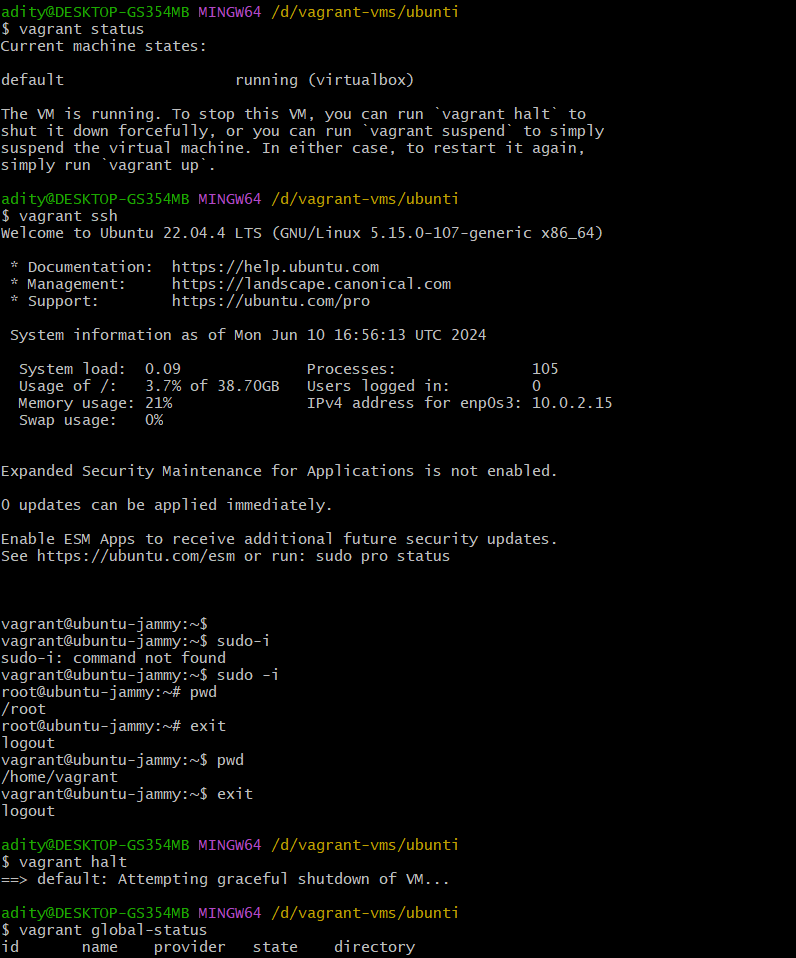 adity@DESKTOP-GS354MB MINGW64 /d/vagrant-vms/ubunti
$ vagrant status
Current machine states:
default                   running (virtualbox)
The VM is running. To stop this VM, you can run `vagrant halt` to
shut it down forcefully, or you can run `vagrant suspend` to simply
suspend the virtual machine. In either case, to restart it again,
simply run `vagrant up`.
adity@DESKTOP-GS354MB MINGW64 /d/vagrant-vms/ubunti
$ vagrant ssh
Welcome to Ubuntu 22.04.4 LTS (GNU/Linux 5.15.0-107-generic x86_64)
 * Documentation:  https://help.ubuntu.com
 * Management:     https://landscape.canonical.com
 * Support:        https://ubuntu.com/pro
 System information as of Mon Jun 10 16:56:13 UTC 2024
  System load:  0.09              Processes:               105
  Usage of /:   3.7% of 38.70GB   Users logged in:         0
  Memory usage: 21%               IPv4 address for enp0s3: 10.0.2.15
  Swap usage:   0%
Expanded Security Maintenance for Applications is not enabled.
0 updates can be applied immediately.
Enable ESM Apps to receive additional future security updates.
See https://ubuntu.com/esm or run: sudo pro status
vagrant@ubuntu-jammy:~$
vagrant@ubuntu-jammy:~$ sudo-i
sudo-i: command not found
vagrant@ubuntu-jammy:~$ sudo -i
root@ubuntu-jammy:~# pwd
/root
root@ubuntu-jammy:~# exit
logout
vagrant@ubuntu-jammy:~$ pwd
/home/vagrant
vagrant@ubuntu-jammy:~$ exit
logout
adity@DESKTOP-GS354MB MINGW64 /d/vagrant-vms/ubunti
$ vagrant halt
==> default: Attempting graceful shutdown of VM...
adity@DESKTOP-GS354MB MINGW64 /d/vagrant-vms/ubunti
$ vagrant global-status
id       name    provider   state    directory